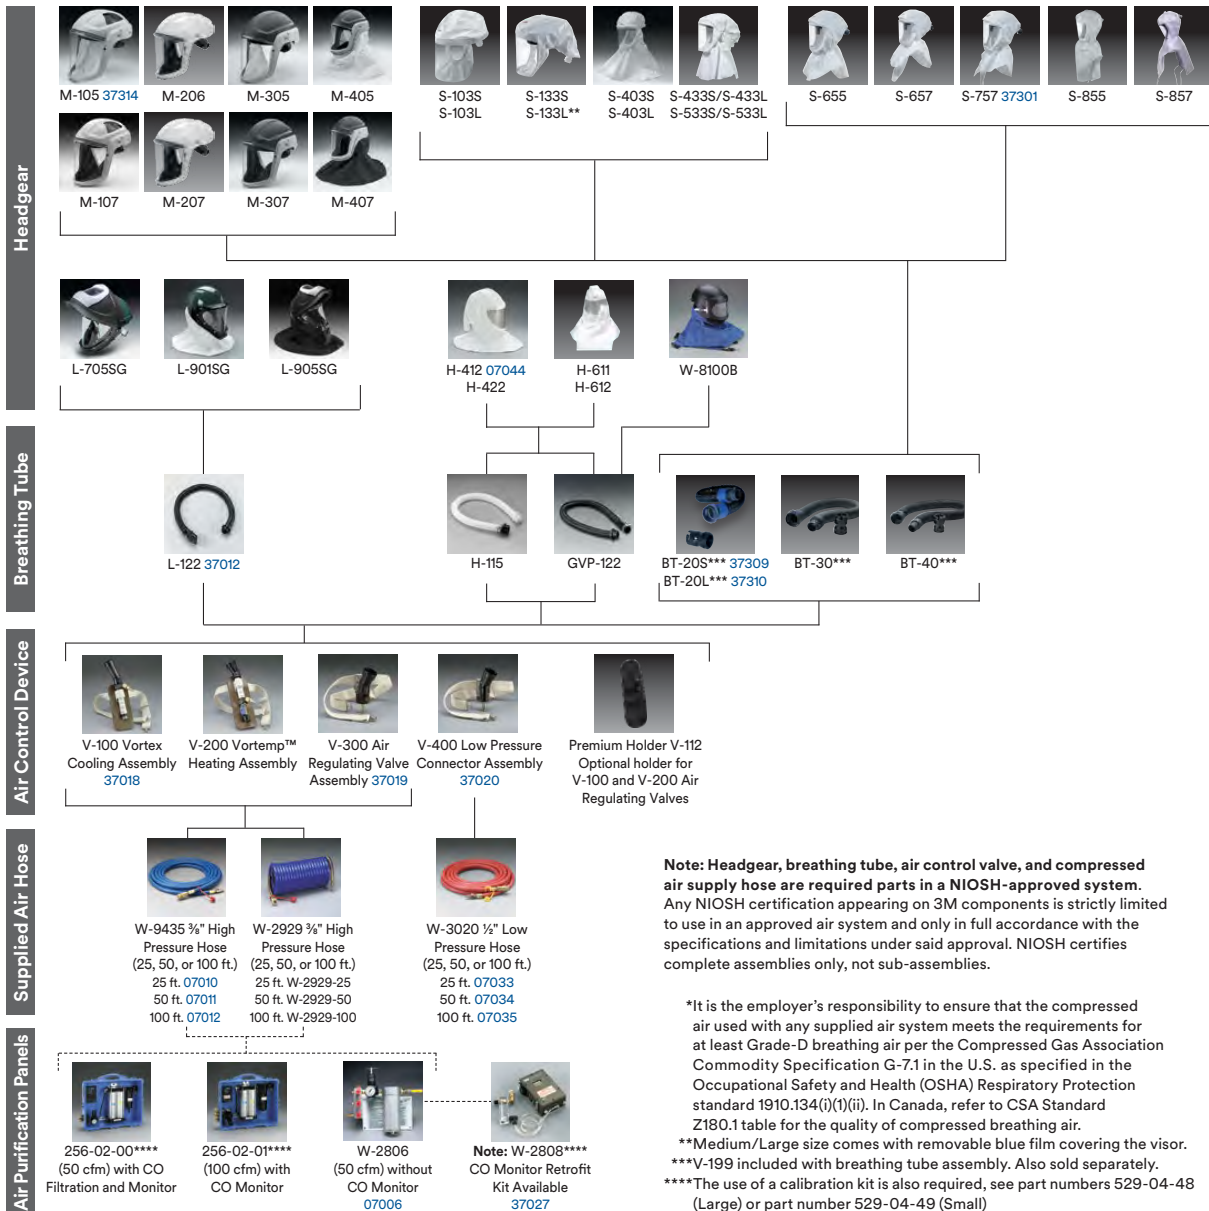 Headgear
M-105 37314
M-206
M-305
M-405
S-103S
S-103L
S-133S
S-133L**
S-403S
S-403L
S-433S/S-433L
S-533S/S-533L
S-655
S-657
S-757 37301
S-855
S-857
M-107
M-207
M-307
M-407
L-705SG
L-901SG
L-905SG
H-412 07044
H-422
H-611
H-612
W-8100B
Breathing Tube
L-122 37012
H-115
GVP-122
BT-20S*** 37309
BT-20L*** 37310
BT-30***
BT-40***
Air Control Device
V-100 Vortex
Cooling Assembly
37018
V-200 Vortemp™
Heating Assembly
V-300 Air
Regulating Valve
Assembly 37019
V-400 Low Pressure
Connector Assembly
37020
Premium Holder V-112
Optional holder for
V-100 and V-200 Air
Regulating Valves
Supplied Air Hose
W-9435 ⅜" High
Pressure Hose
(25, 50, or 100 ft.)
25 ft. 07010
50 ft. 07011
100 ft. 07012
W-2929 ⅜" High
Pressure Hose
(25, 50, or 100 ft.)
25 ft. W-2929-25
50 ft. W-2929-50
100 ft. W-2929-100
W-3020 ½" Low
Pressure Hose
(25, 50, or 100 ft.)
25 ft. 07033
50 ft. 07034
100 ft. 07035
Air Purification Panels
256-02-00****
(50 cfm) with CO
Filtration and Monitor
256-02-01****
(100 cfm) with
CO Monitor
W-2806
(50 cfm) without
CO Monitor
07006
Note: W-2808****
CO Monitor Retrofit
Kit Available
37027
Note: Headgear, breathing tube, air control valve, and compressed
air supply hose are required parts in a NIOSH-approved system.
Any NIOSH certification appearing on 3M components is strictly limited
to use in an approved air system and only in full accordance with the
specifications and limitations under said approval. NIOSH certifies
complete assemblies only, not sub-assemblies.
*It is the employer's responsibility to ensure that the compressed
air used with any supplied air system meets the requirements for
at least Grade-D breathing air per the Compressed Gas Association
Commodity Specification G-7.1 in the U.S. as specified in the
Occupational Safety and Health (OSHA) Respiratory Protection
standard 1910.134(i)(1)(ii). In Canada, refer to CSA Standard
Z180.1 table for the quality of compressed breathing air.
**Medium/Large size comes with removable blue film covering the visor.
***V-199 included with breathing tube assembly. Also sold separately.
****The use of a calibration kit is also required, see part numbers 529-04-48
(Large) or part number 529-04-49 (Small)